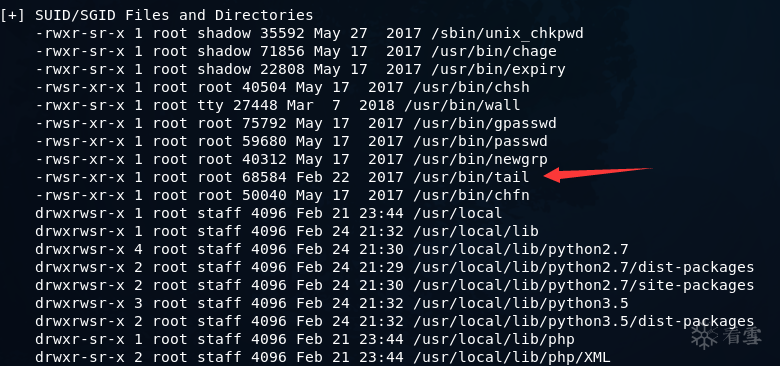 [+] SUID/SGID Files and Directories
-rwxr-sr-x 1 root shadow 35592 May 27  2017 /sbin/unix_chkpwd
-rwxr-sr-x 1 root shadow 71856 May 17  2017 /usr/bin/chage
-rwxr-sr-x 1 root shadow 22808 May 17  2017 /usr/bin/expiry
-rwsr-xr-x 1 root root 40504 May 17  2017 /usr/bin/chsh
-rwxr-sr-x 1 root tty 27448 Mar  7  2018 /usr/bin/wall
-rwsr-xr-x 1 root root 75792 May 17  2017 /usr/bin/gpasswd
-rwsr-xr-x 1 root root 59680 May 17  2017 /usr/bin/passwd
-rwsr-xr-x 1 root root 40312 May 17  2017 /usr/bin/newgrp
-rwsr-xr-x 1 root root 68584 Feb 22  2017 /usr/bin/tail
-rwsr-xr-x 1 root root 50040 May 17  2017 /usr/bin/chfn
drwxrwsr-x 1 root staff 4096 Feb 21 23:44 /usr/local
drwxrwsr-x 1 root staff 4096 Feb 24 21:32 /usr/local/lib
drwxrwsr-x 4 root staff 4096 Feb 24 21:30 /usr/local/lib/python2.7
drwxrwsr-x 2 root staff 4096 Feb 24 21:29 /usr/local/lib/python2.7/dist-packages
drwxrwsr-x 2 root staff 4096 Feb 24 21:30 /usr/local/lib/python2.7/site-packages
drwxrwsr-x 3 root staff 4096 Feb 24 21:32 /usr/local/lib/python3.5
drwxrwsr-x 2 root staff 4096 Feb 24 21:32 /usr/local/lib/python3.5/dist-packages
drwxr-sr-x 1 root staff 4096 Feb 21 23:44 /usr/local/lib/php
drwxr-sr-x 2 root staff 4096 Feb 21 23:44 /usr/local/lib/php/XML
看雪